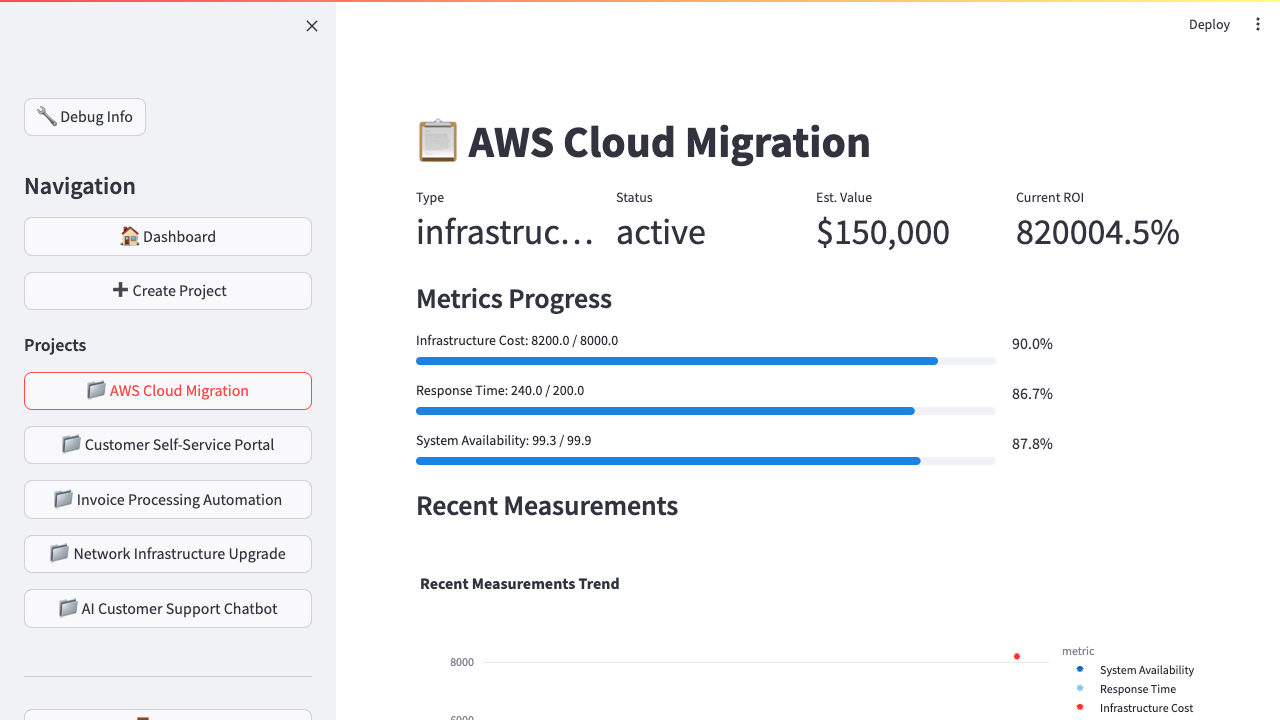 Deploy
Debug Info
Navigation
Dashboard
Create Project
Projects
AWS Cloud Migration
Customer Self-Service Portal
Invoice Processing Automation
Network Infrastructure Upgrade
AI Customer Support Chatbot
AWS Cloud Migration
Type
infrastruc...
Status
active
Est. Value
$150,000
Current ROI
820004.5%
Metrics Progress
Infrastructure Cost: 8200.0 / 8000.0
90.0%
Response Time: 240.0 / 200.0
86.7%
System Availability: 99.3 / 99.9
87.8%
Recent Measurements
Recent Measurements Trend
8000
metric
System Availability
Response Time
Infrastructure Cost